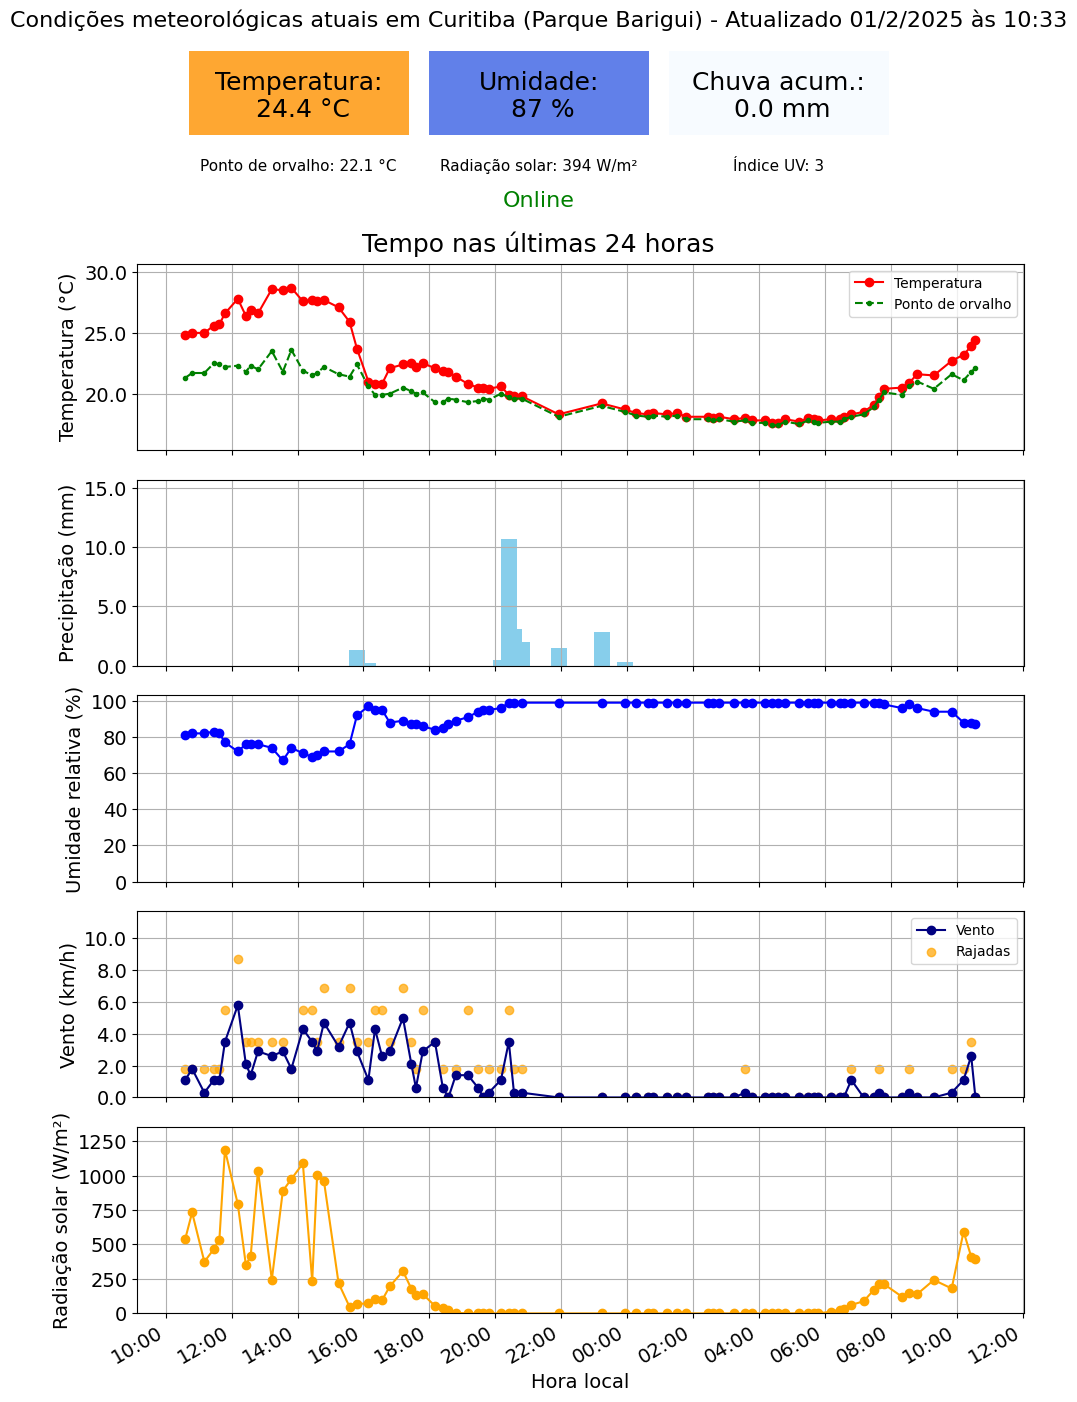 Condições meteorológicas atuais em Curitiba (Parque Barigui) - Atualizado 01/2/2025 às 10:33
Temperatura:
24.4 °C
Umidade:
87 %
Chuva acum.:
0.0 mm
Ponto de orvalho: 22.1 °C
Radiação solar: 394 W/m²
Índice UV: 3
Online
Tempo nas últimas 24 horas
Temperatura (°C)
30.0
25.0
20.0
Temperatura
Ponto de orvalho
Precipitação (mm)
15.0
10.0
5.0
0.0
Umidade relativa (%)
100
80
60
40
20
0
Vento (km/h)
10.0
8.0
6.0
4.0
2.0
0.0
Vento
Rajadas
Radiação solar (W/m²)
1250
1000
750
500
250
0
10:00
12:00
14:00
16:00
18:00
20:00
22:00
00:00
02:00
04:00
06:00
08:00
10:00
12:00
Hora local